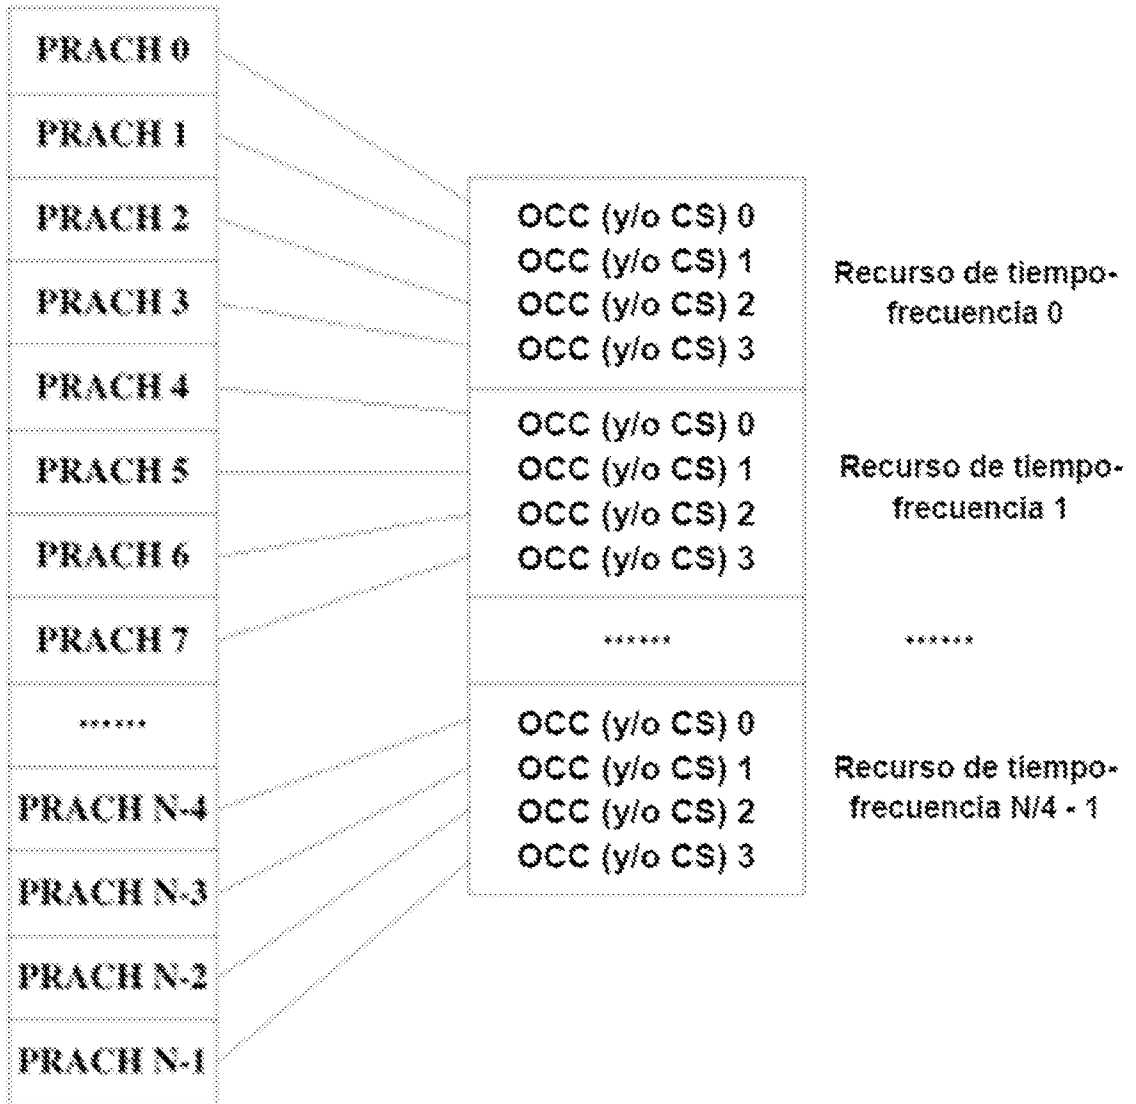 PRACH 0
PRACH 1
PRACH 2
PRACH 3
PRACH 4
PRACH 5
PRACH 6
PRACH 7
......
PRACH N-4
PRACH N-3
PRACH N-2
PRACH N-1
OCC (y/o CS) 0
OCC (y/o CS) 1
OCC (y/o CS) 2
OCC (y/o CS) 3
Recurso de tiempo-
frecuencia 0
OCC (y/o CS) 0
OCC (y/o CS) 1
OCC (y/o CS) 2
OCC (y/o CS) 3
Recurso de tiempo-
frecuencia 1
......
......
OCC (y/o CS) 0
OCC (y/o CS) 1
OCC (y/o CS) 2
OCC (y/o CS) 3
Recurso de tiempo-
frecuencia N/4 - 1